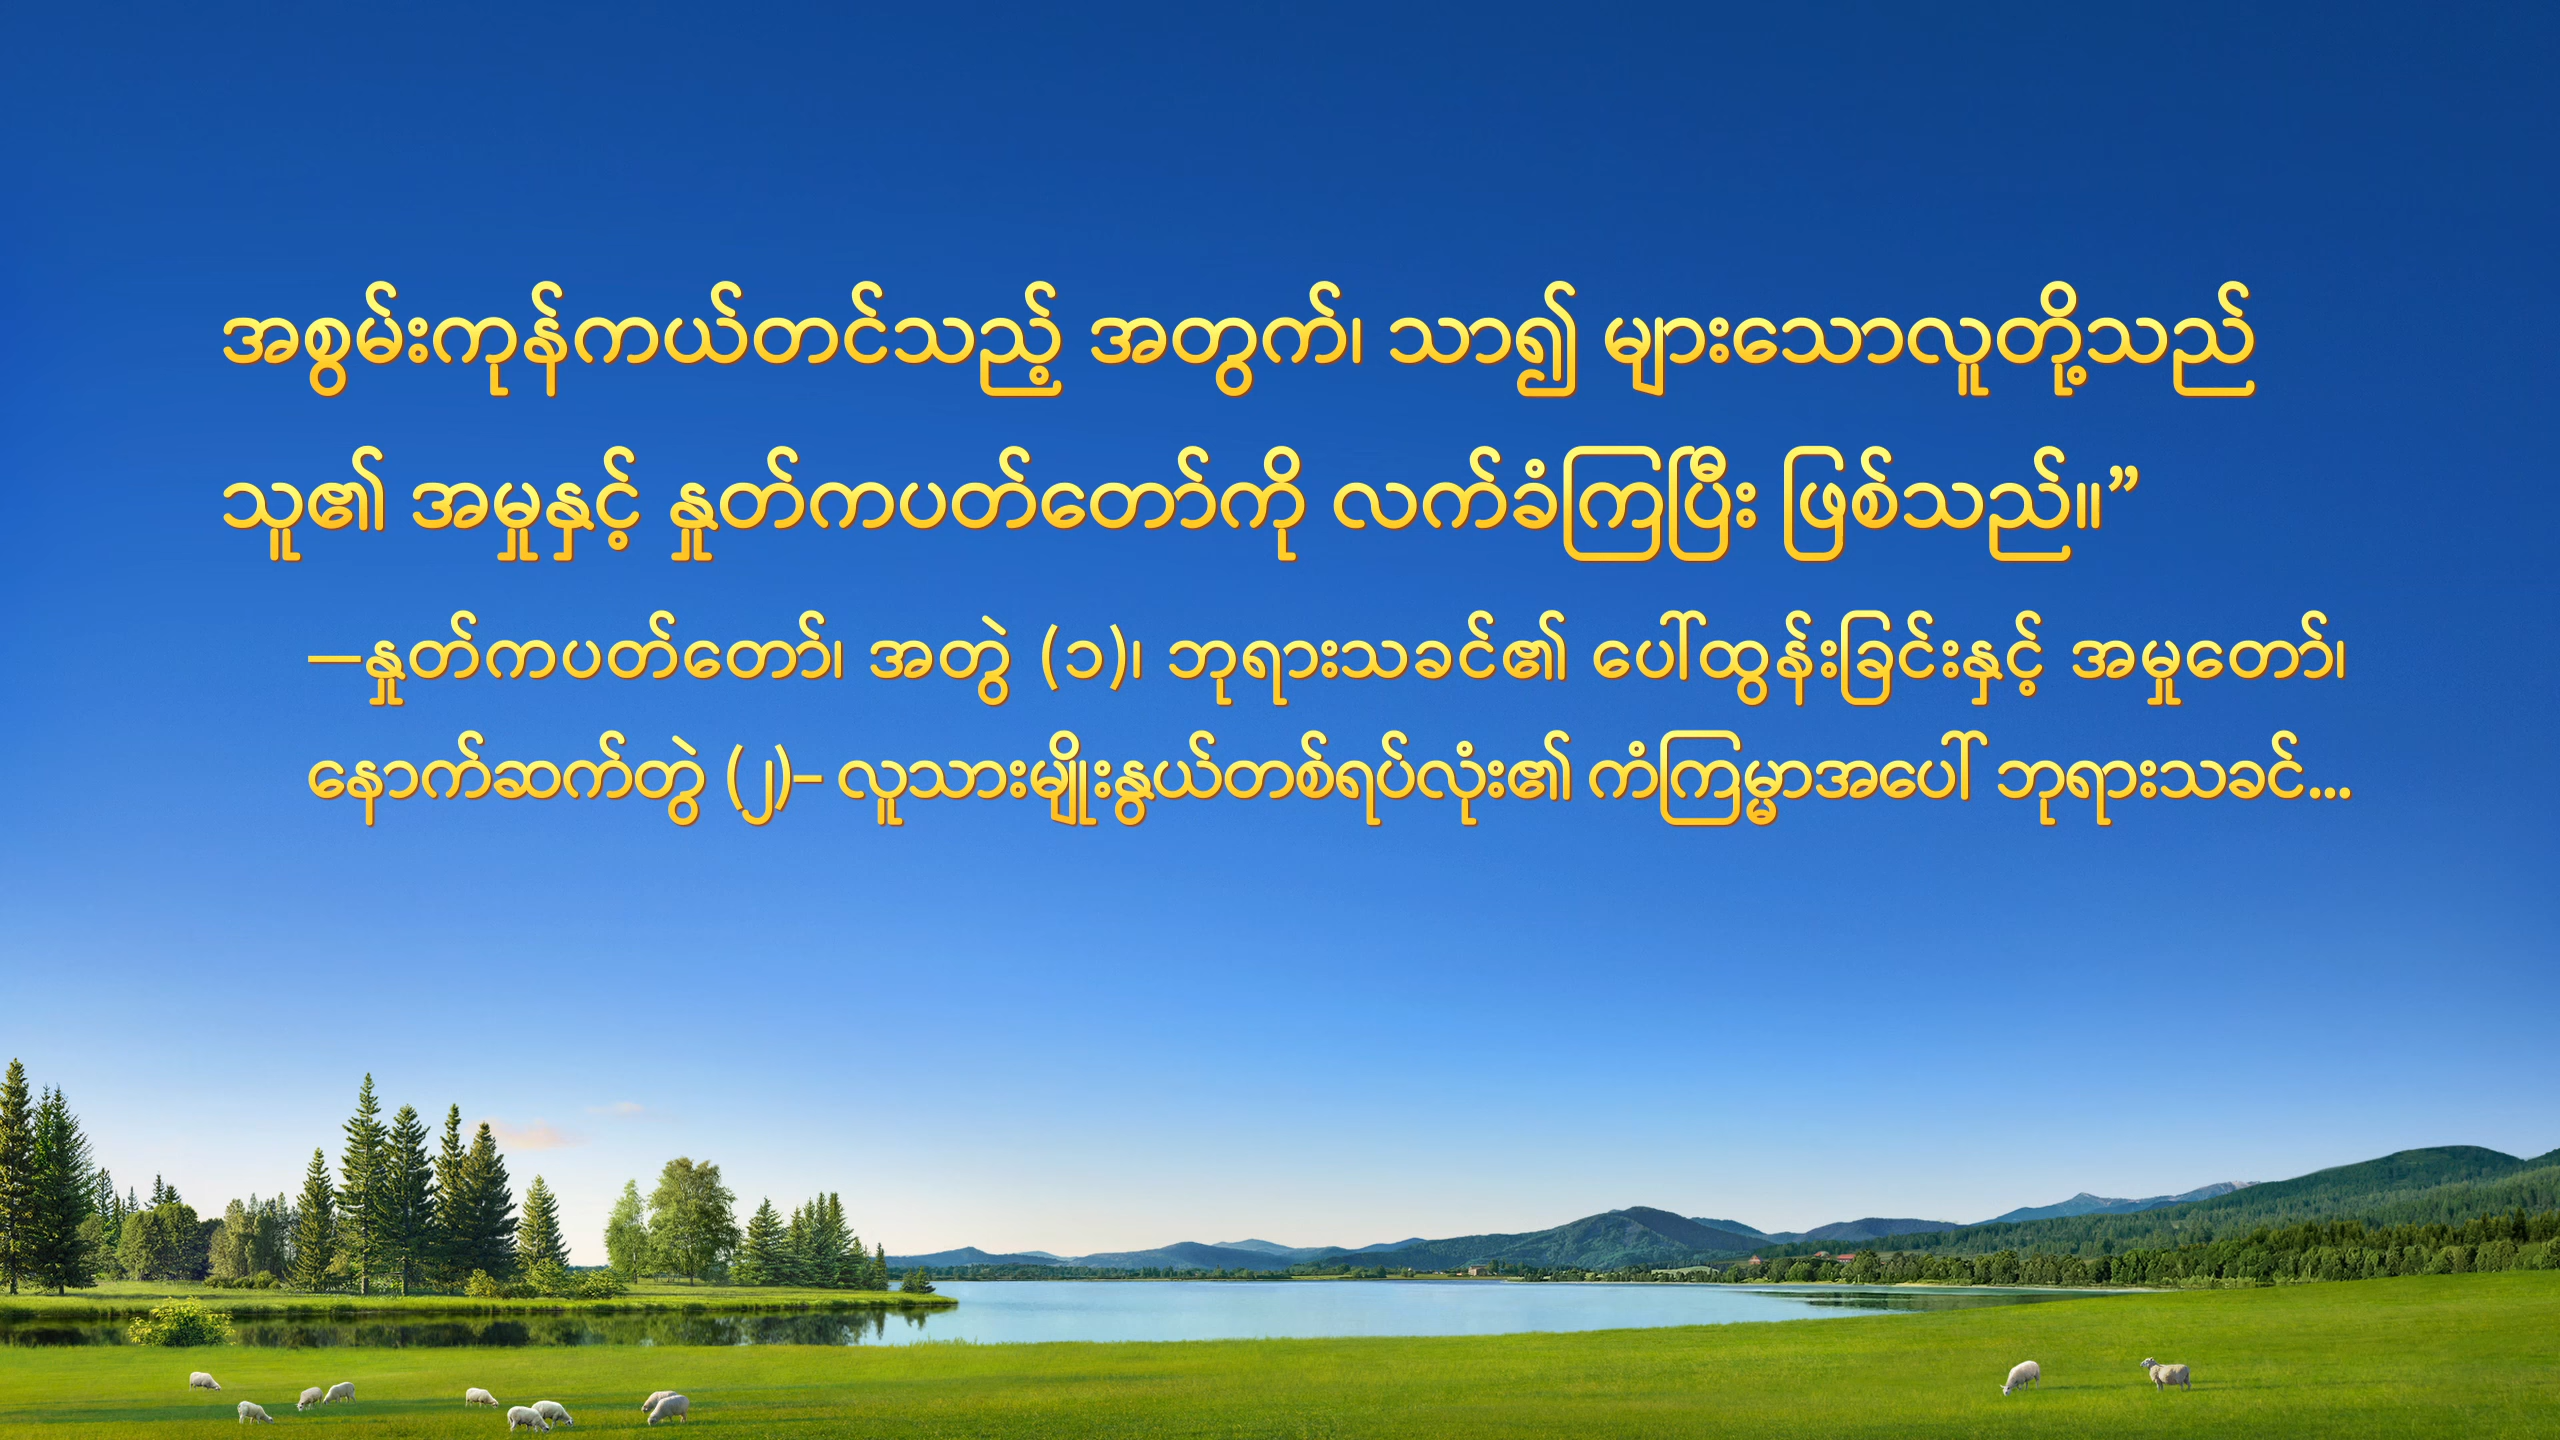 အစွမ်းကုန်ကယ်တင်သည့် အတွက်၊ သာ၍ များသောလူတို့သည်
သူ၏ အမှုနှင့် နှုတ်ကပတ်တော်ကို လက်ခံကြပြီး ဖြစ်သည်။”
—နှုတ်ကပတ်တော်၊ အတွဲ (၁)၊ ဘုရားသခင်၏ ပေါ်ထွန်းခြင်းနှင့် အမှုတော်၊
နောက်ဆက်တွဲ (၂)– လူသားမျိုးနွယ်တစ်ရပ်လုံး၏ ကံကြမ္မာအပေါ် ဘုရားသခင်...